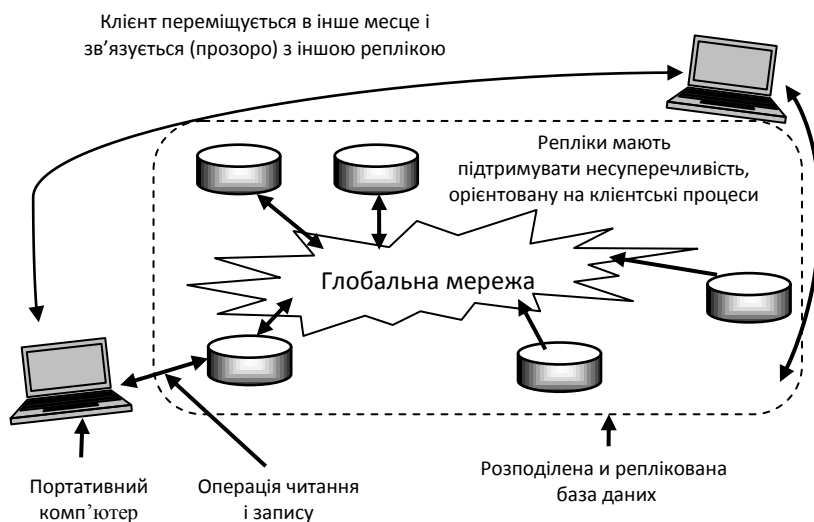 Клієнт переміщується в інше месце і
зв’язується (прозоро) з іншою реплікою
Репліки мають
підтримувати несуперечливість,
орієнтовану на клієнтські процеси
Глобальна мережа
Портативний
комп’ютер
Операція читання
і запису
Розподілена и реплікована
база даних